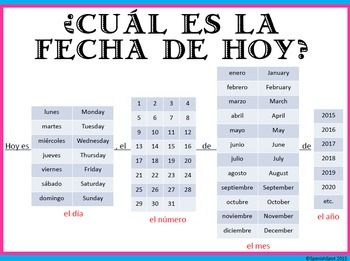 ¿CUÁL ES LA
FECHA DE HOY?
Hoy es
lunes Monday
martes Tuesday
miércoles Wednesday
jueves Thursday
viernes Friday
sábado Saturday
domingo Sunday
el día
, el
1 2 3 4
5 6 7 8
9 10 11 12
13 14 15 16
17 18 19 20
21 22 23 24
25 26 27 28
29 30 31
el número
de
enero January
febrero February
marzo March
abril April
mayo May
junio June
julio July
agosto August
septiembre September
octubre October
noviembre November
diciembre December
el mes
de
2015
2016
2017
2018
2019
2020
etc.
el año